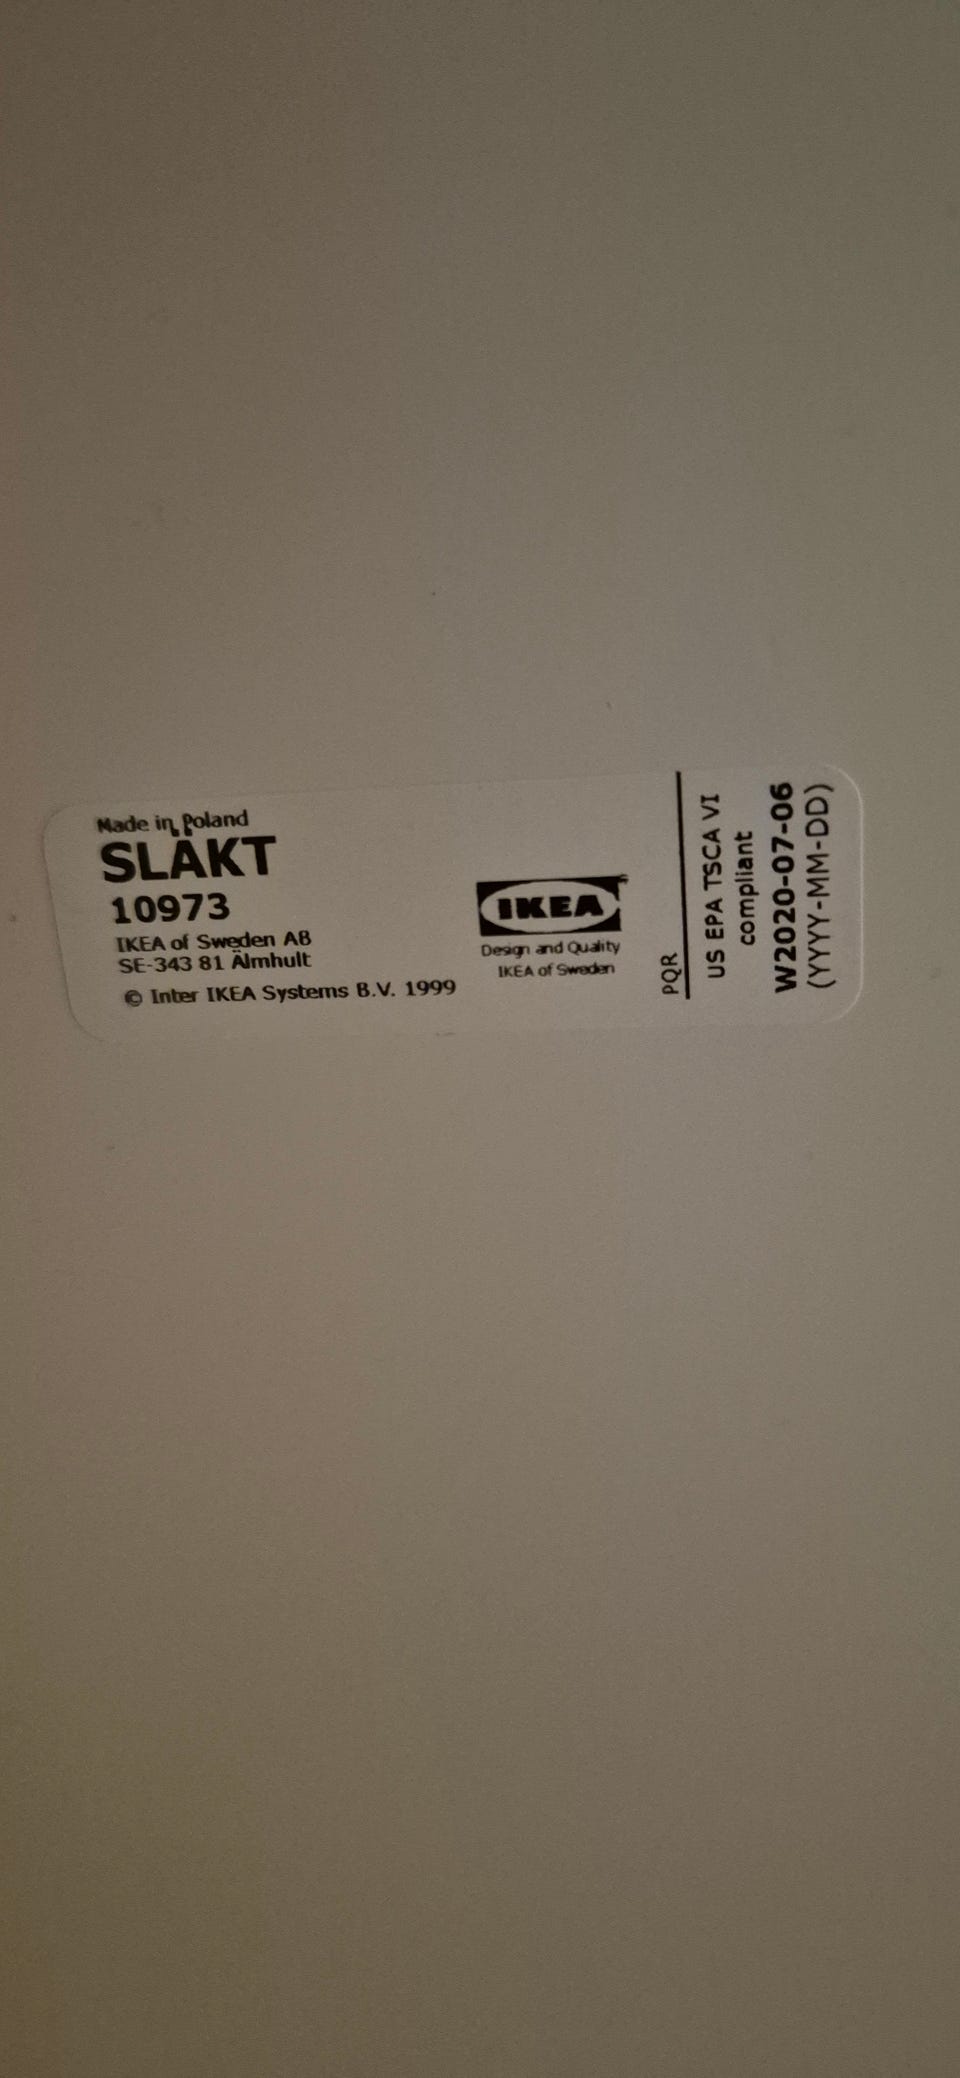 Made in Poland
SLAKT
10973
IKEA of Sweden AB
SE-343 81 Älmhult
© Inter IKEA Systems B.V. 1999
IKEA
Design and Quality
IKEA of Sweden
PQR
US EPA TSCA VI
compliant
W2020-07-06
(YYYY-MM-DD)